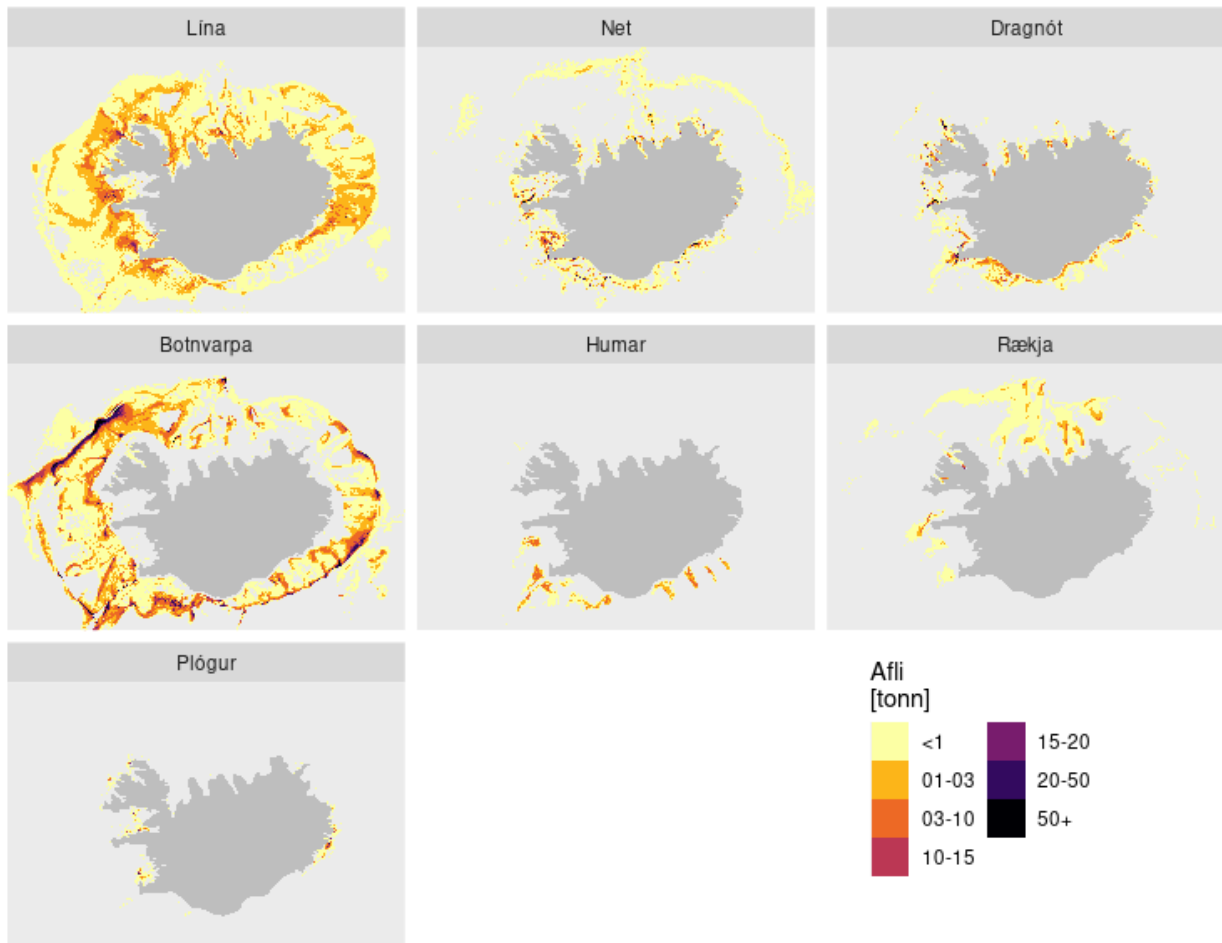 Lína
Net
Dragnót
Botnvarpa
Humar
Rækja
Plógur
Afli
[tonn]
<1
01-03
03-10
10-15
15-20
20-50
50+